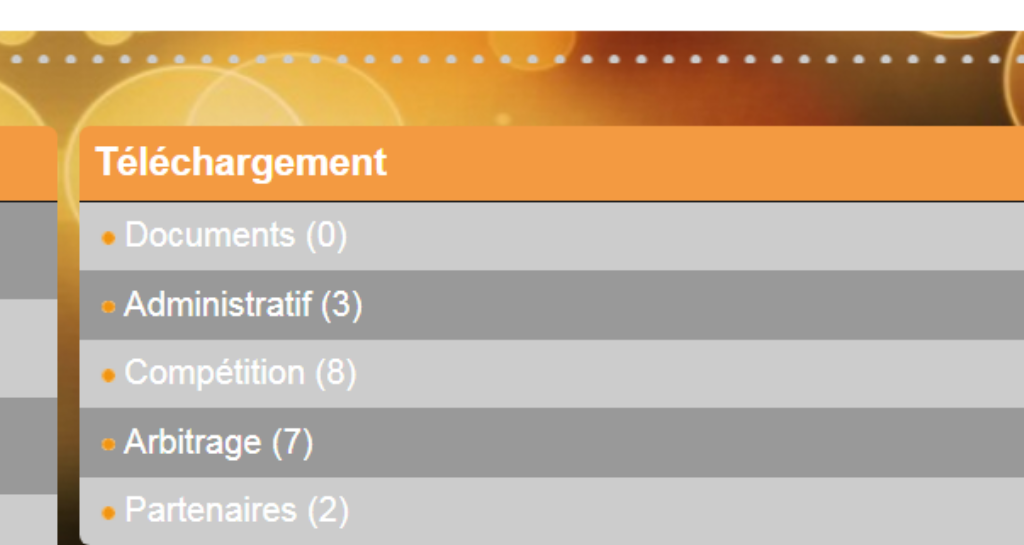 Téléchargement
Documents (0)
Administratif (3)
Compétition (8)
Arbitrage (7)
Partenaires (2)